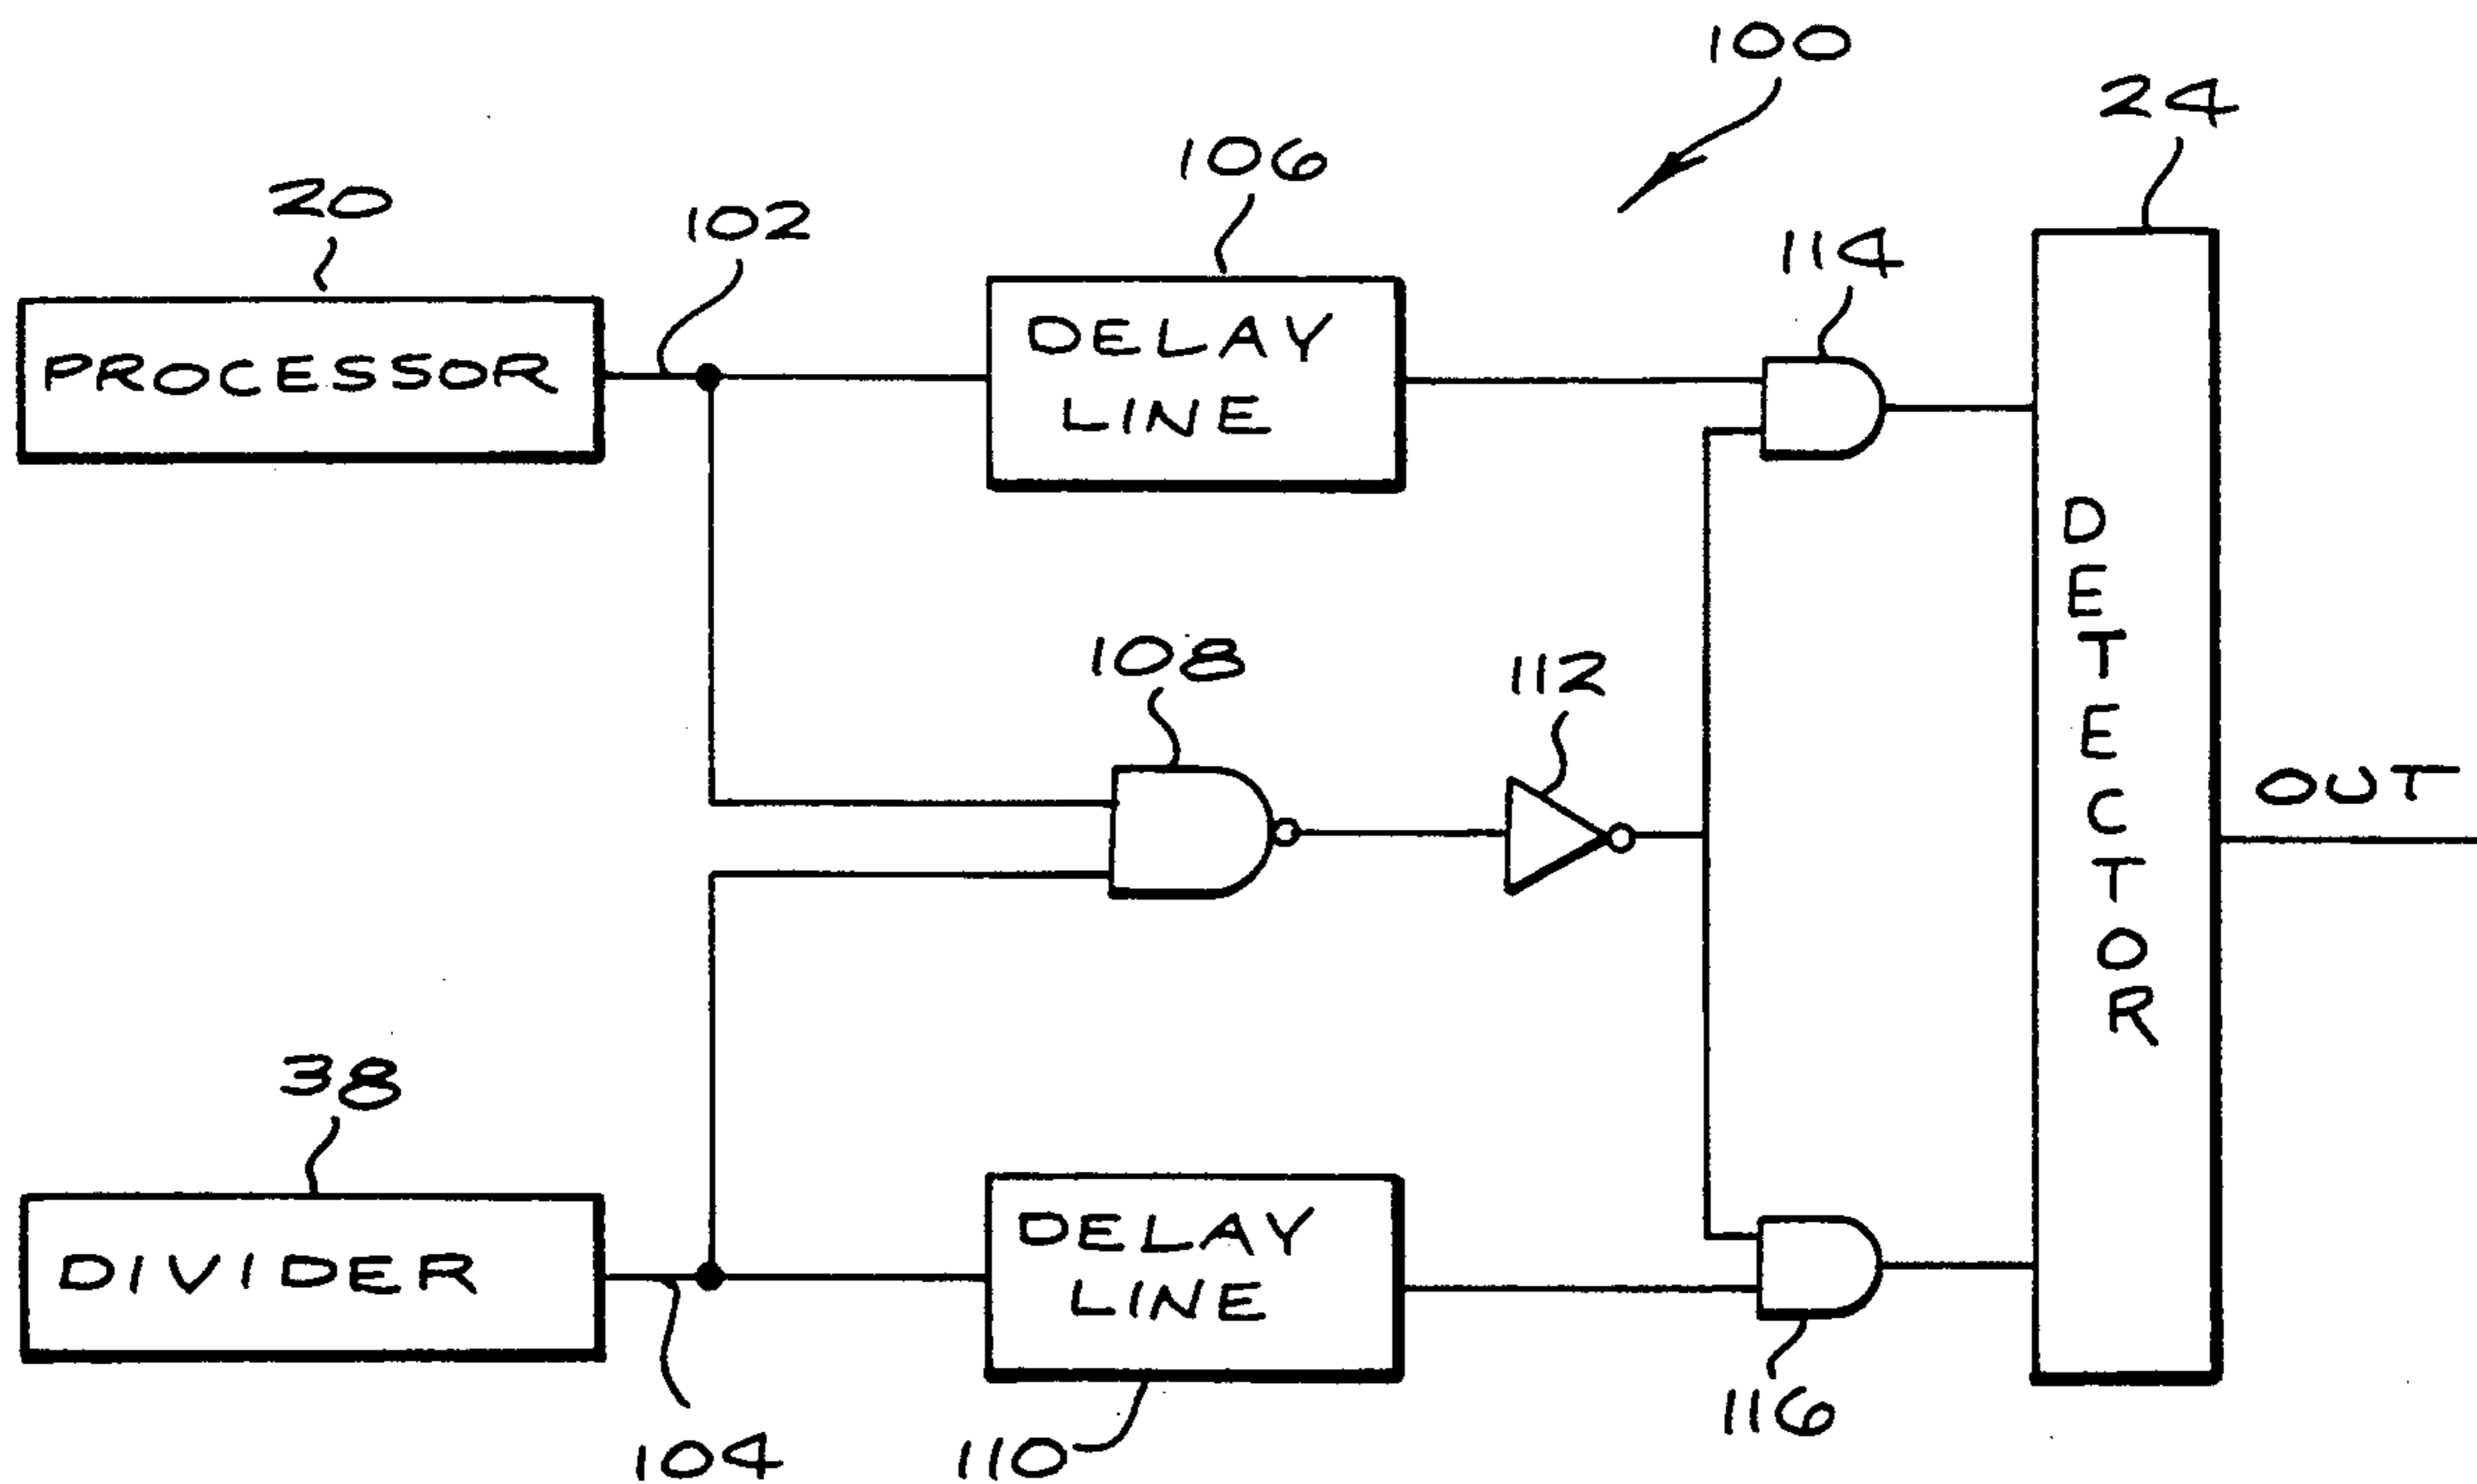 100
24
106
20
102
114
PROCESSOR
DELAY
LINE
DETECTOR
108
112
OUT
38
DIVIDER
DELAY
LINE
104
110
116